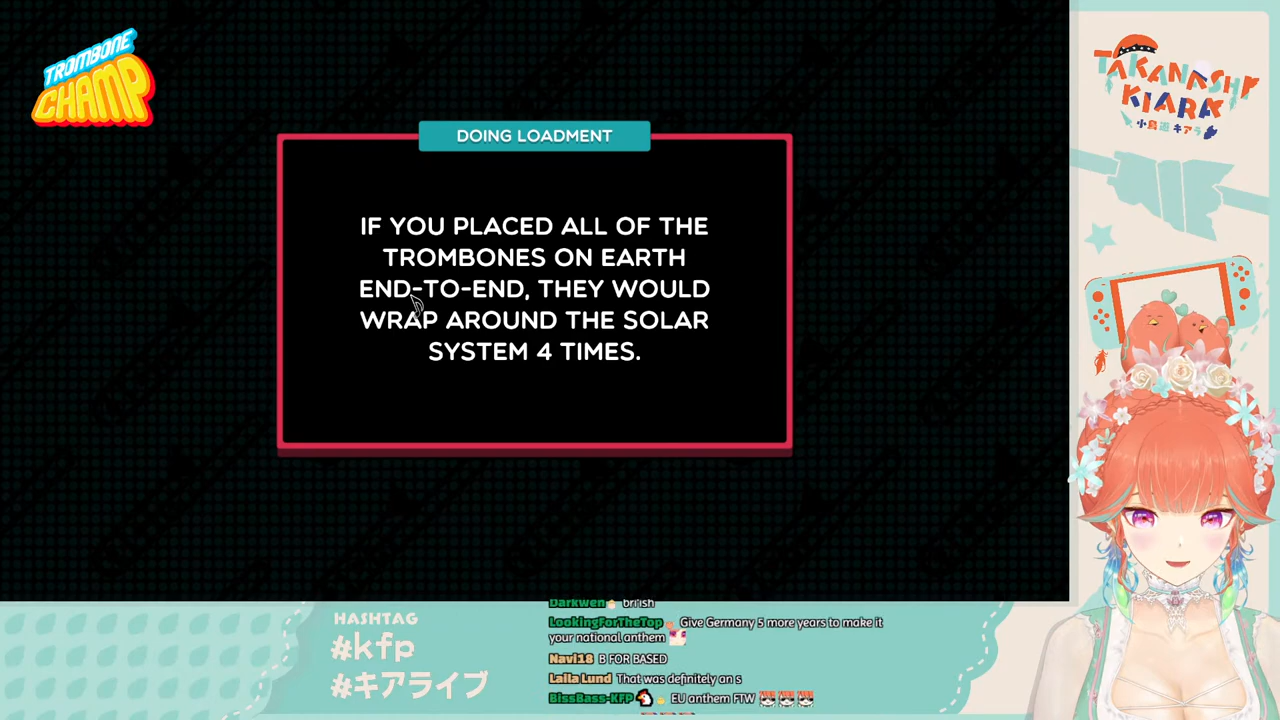 TROMBONE
CHAMP
DOING LOADMENT
IF YOU PLACED ALL OF THE
TROMBONES ON EARTH
END-TO-END, THEY WOULD
WRAP AROUND THE SOLAR
SYSTEM 4 TIMES.
TAKANASHI
KIARA
小鳥遊キアラ
HASHTAG
#kfp
#キアライブ
Darkwen bri'ish
LookingForTheTop Give Germany 5 more years to make it
your national anthem
Navi18 B FOR BASED
Laila Lund That was definitely an s
BissBass-KFP EU anthem FTW